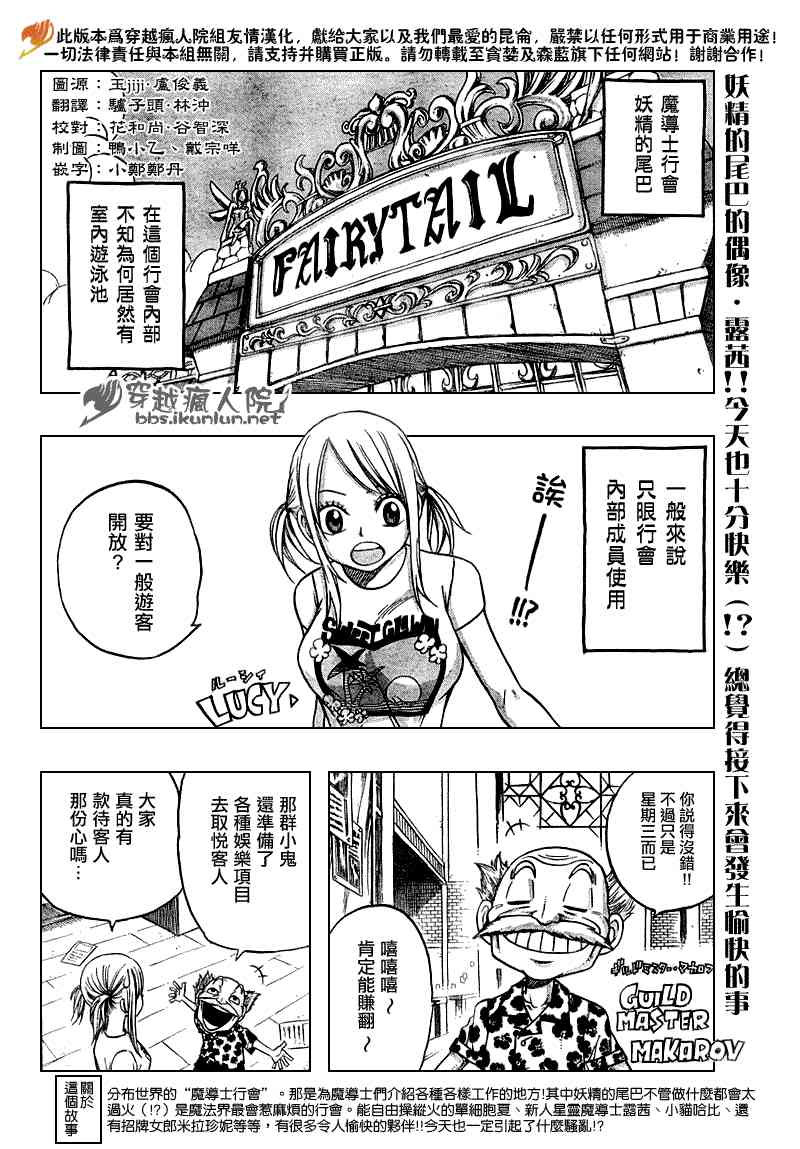 此版本爲穿越瘋人院組友情漢化，獻給大家以及我們最愛的昆侖，嚴禁以任何形式用于商業用途！
一切法律責任與本組無關，請支持并購買正版。請勿轉載至貪婪及森藍旗下任何網站！謝謝合作！
圖源：玉jiji·盧俊義
翻譯：驢子頭·林沖
校對：花和尚·谷智深
制圖：鴨小乙、戴宗咩
嵌字：小鄭鄭丹
妖精的尾巴的偶像·露茜!!今天也十分快樂（!?）總覺得接下來會發生愉快的事
魔導士行會
妖精的尾巴
FAIRYTAIL
在這個行會內部
不知為何居然有
室內遊泳池
穿越瘋人院
bbs.ikunlun.net
一般來說
只眼行會
內部成員使用
誒——!!?
要對一般遊客
開放？
ルーシィ
LUCY
你說得沒錯!!
不過只是
星期三而已
嘻嘻嘻~
肯定能賺翻~
ギルドマスター・マカロフ
GUILD
MASTER
MAKAROV
那群小鬼
還準備了
各種娛樂項目
去取悅客人
大家
真的有
款待客人
那份心嗎…
關於
這個故事
分布世界的“魔導士行會”。那是為魔導士們介紹各種各樣工作的地方!其中妖精的尾巴不管做什麼都會太
過火（!?）是魔法界最會惹麻煩的行會。能自由操縱火的單細胞夏、新人星靈魔導士露茜、小貓哈比、還
有招牌女郎米拉珍妮等等，有很多令人愉快的夥伴!!今天也一定引起了什麼騷亂!?